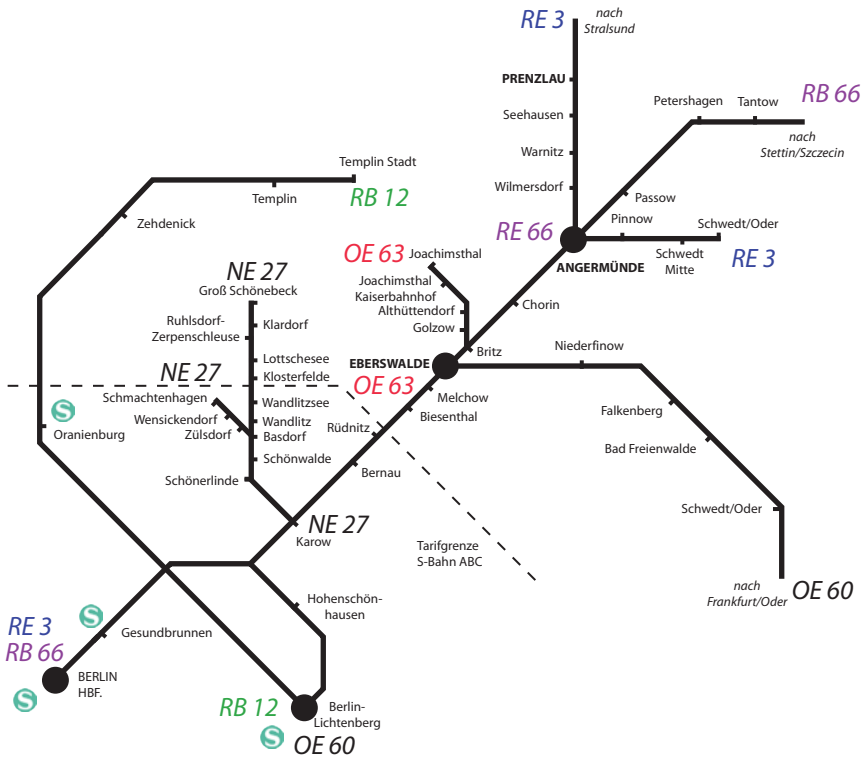 RE 3
nach
Stralsund
PRENZLAU
Seehausen
Warnitz
Wilmersdorf
Petershagen
Tantow
RB 66
nach
Stettin/Szczecin
Passow
Pinnow
Schwedt/Oder
RE 66
ANGERMÜNDE
Schwedt
Mitte
RE 3
Templin Stadt
Templin
RB 12
Zehdenick
OE 63
Joachimsthal
Joachimsthal
Kaiserbahnhof
Althüttendorf
Golzow
Chorin
Britz
NE 27
Groß Schönebeck
Ruhlsdorf-
Zerpenschleuse
Klardorf
Lottschesee
Klosterfelde
NE 27
Schmachtenhagen
Wensickendorf
Zülsdorf
Wandlitzsee
Wandlitz
Basdorf
Schönwalde
Schönerlinde
EBERSWALDE
OE 63
Niederfinow
Melchow
Biesenthal
Rüdnitz
Bernau
Falkenberg
Bad Freienwalde
Schwedt/Oder
nach
Frankfurt/Oder
OE 60
S
Oranienburg
NE 27
Karow
Tarifgrenze
S-Bahn ABC
Hohenschön-
hausen
S
Gesundbrunnen
RE 3
RB 66
BERLIN
HBF.
S
RB 12
Berlin-
Lichtenberg
S
OE 60